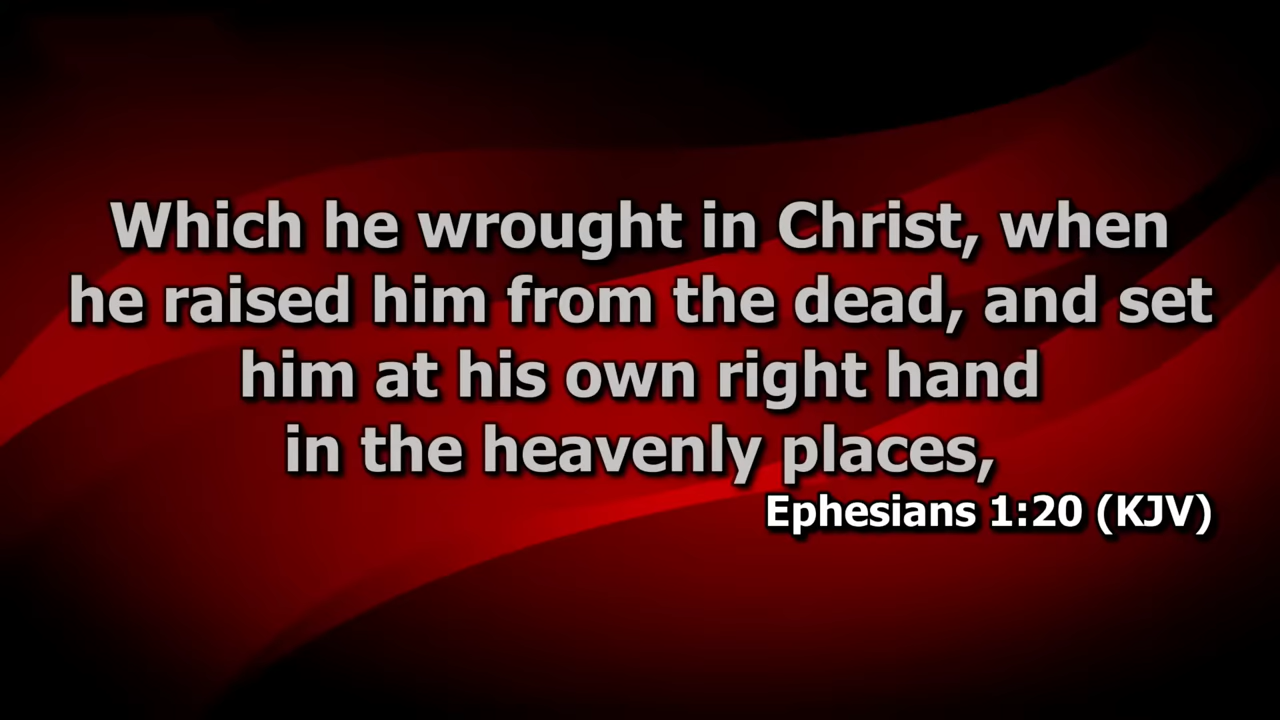 Which he wrought in Christ, when
he raised him from the dead, and set
him at his own right hand
in the heavenly places,
Ephesians 1:20 (KJV)